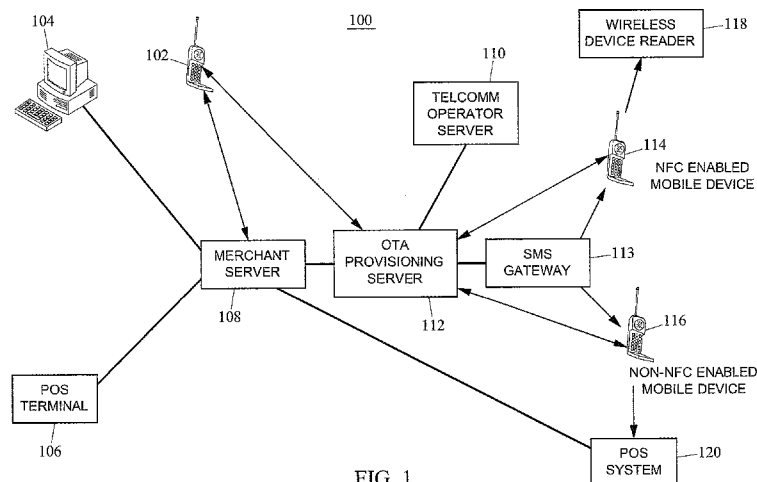 104
102
100
110
WIRELESS
DEVICE READER
118
TELCOMM
OPERATOR
SERVER
114
NFC ENABLED
MOBILE DEVICE
MERCHANT
SERVER
108
OTA
PROVISIONING
SERVER
112
SMS
GATEWAY
113
116
NON-NFC ENABLED
MOBILE DEVICE
POS
TERMINAL
106
POS
SYSTEM
120
FIG. 1